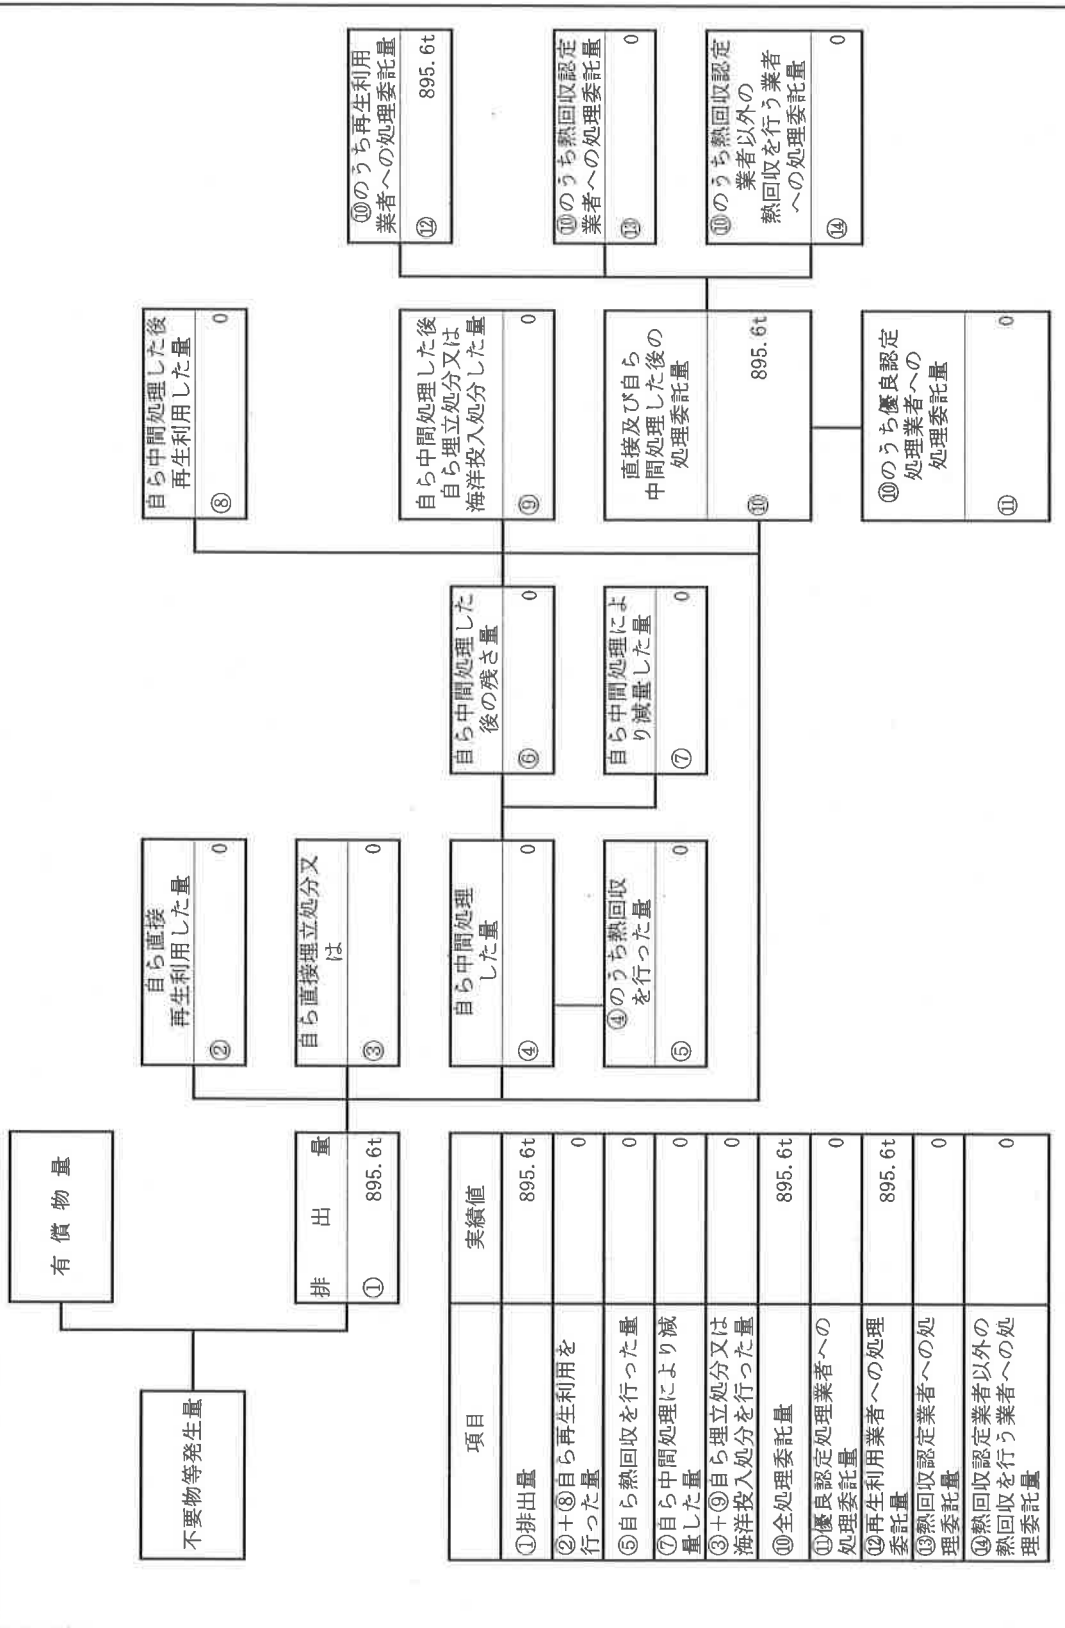 有 償 物 量
不要物等発生量
排 出 量
① 895.6t
自ら直接
再生利用した量
② 0
自ら直接埋立処分又
は
③ 0
自ら中間処理
した量
④ 0
④のうち熱回収
を行った量
⑤ 0
自ら中間処理した
後の残さ量
⑥ 0
自ら中間処理によ
り減量した量
⑦ 0
自ら中間処理した後
再生利用した量
⑧ 0
自ら中間処理した後
自ら埋立処分又は
海洋投入処分した量
⑨ 0
直接及び自ら
中間処理した後の
処理委託量
⑩ 895.6t
⑩のうち優良認定
処理業者への
処理委託量
⑪ 0
⑩のうち再生利用
業者への処理委託量
⑫ 895.6t
⑩のうち熱回収認定
業者への処理委託量
⑬ 0
⑩のうち熱回収認定
業者以外の
熱回収を行う業者
への処理委託量
⑭ 0
項目 実績値
①排出量 895.6t
②+⑧自ら再生利用を
行った量 0
⑤自ら熱回収を行った量 0
⑦自ら中間処理により減
量した量 0
③+⑨自ら埋立処分又は
海洋投入処分を行った量 0
⑩全処理委託量 895.6t
⑪優良認定処理業者への
処理委託量 0
⑫再生利用業者への処理
委託量 895.6t
⑬熱回収認定業者への処
理委託量 0
⑭熱回収認定業者以外の
熱回収を行う業者への処
理委託量 0